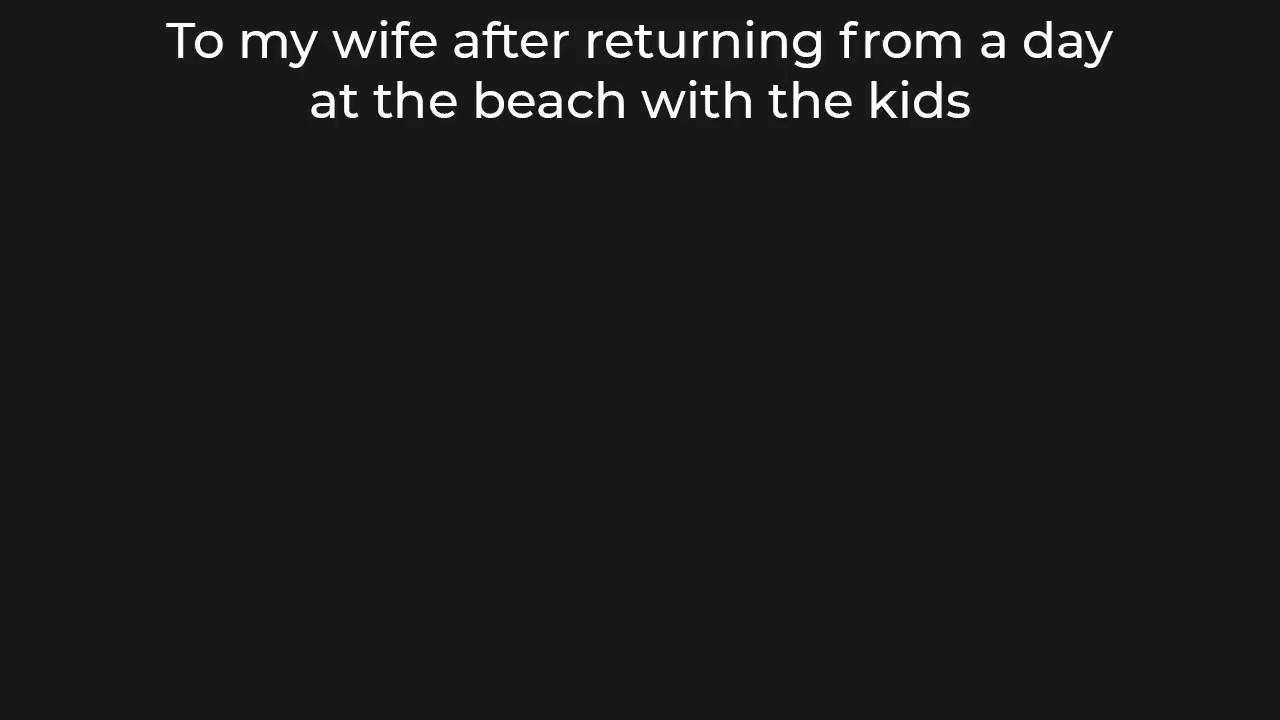 To my wife after returning from a day
at the beach with the kids